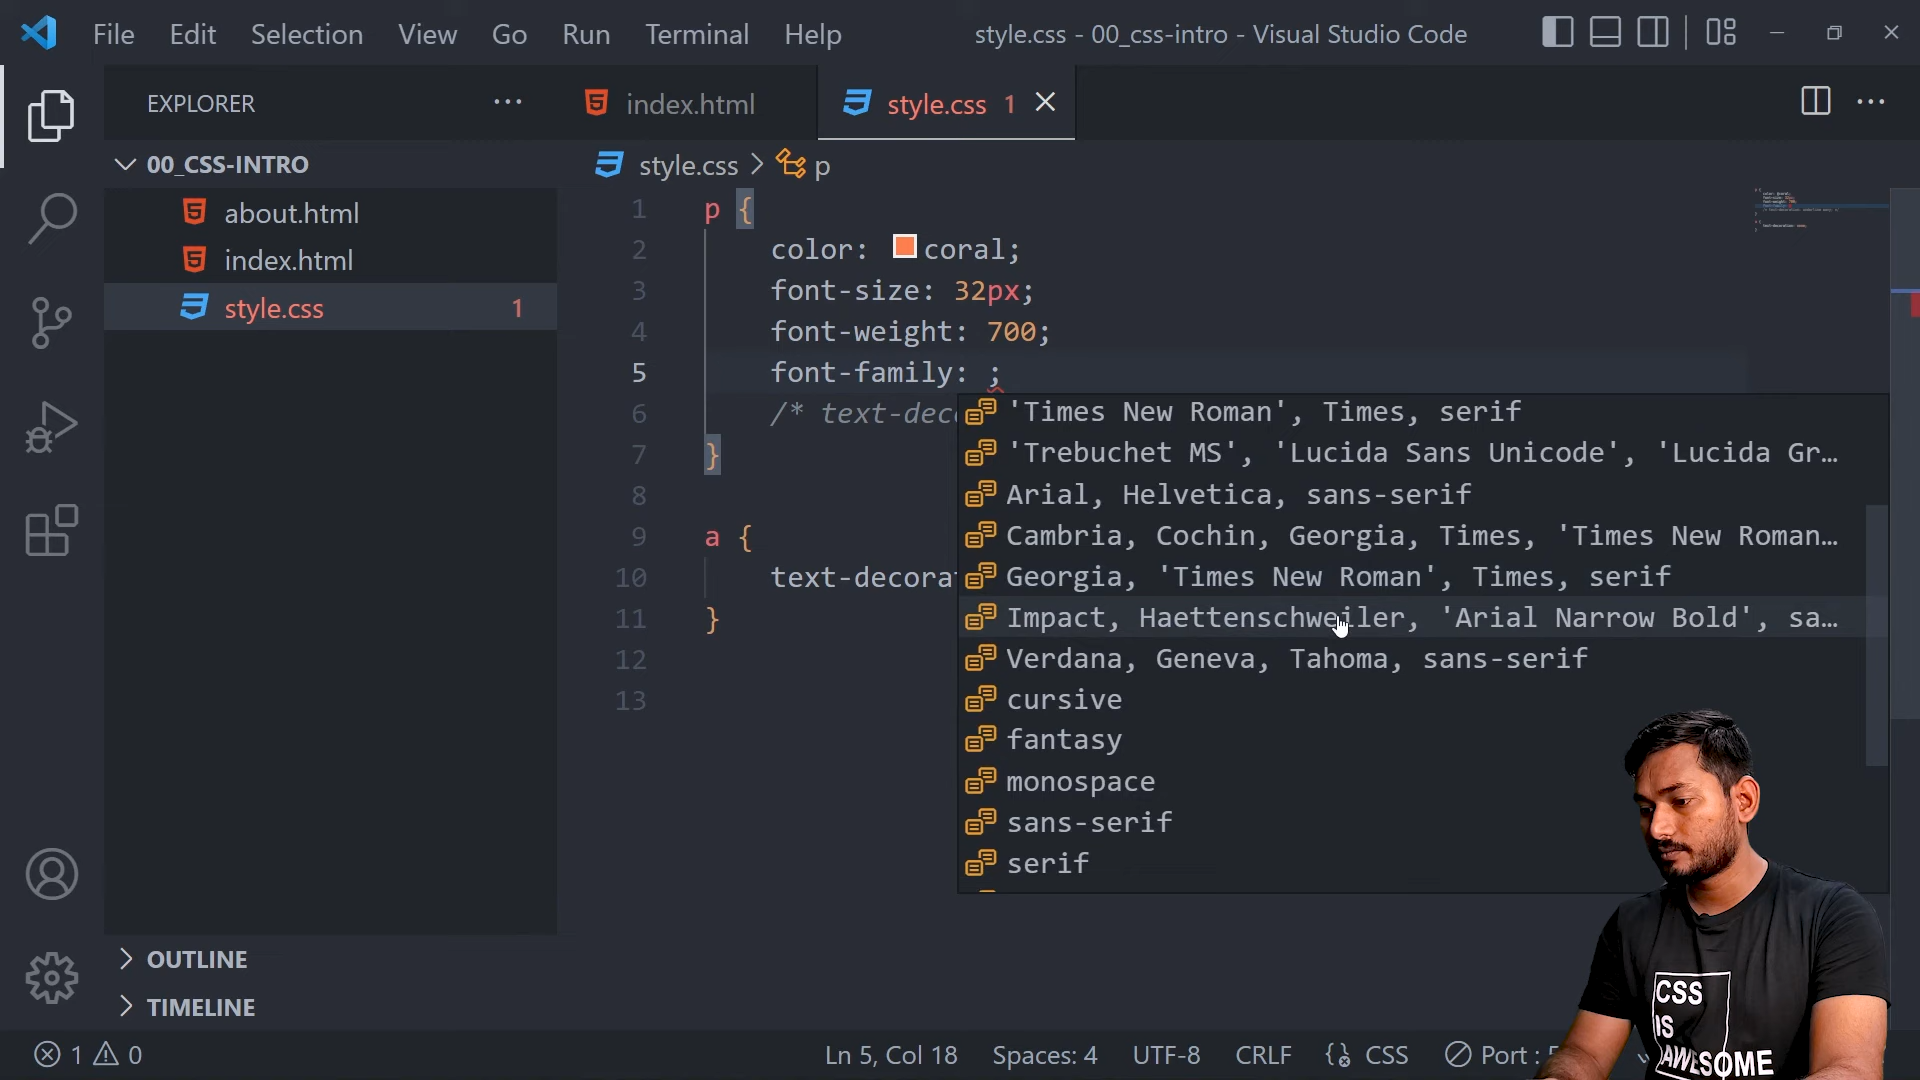 File Edit Selection View Go Run Terminal Help
style.css - 00_css-intro - Visual Studio Code
EXPLORER
index.html
style.css 1
00_CSS-INTRO
about.html
index.html
style.css 1
OUTLINE
TIMELINE
style.css > p
1 p {
2 color: coral;
3 font-size: 32px;
4 font-weight: 700;
5 font-family: ;
6 /* text-deco
7 }
8
9 a {
10 text-decorat
11 }
12
13
'Times New Roman', Times, serif
'Trebuchet MS', 'Lucida Sans Unicode', 'Lucida Gr…
Arial, Helvetica, sans-serif
Cambria, Cochin, Georgia, Times, 'Times New Roman…
Georgia, 'Times New Roman', Times, serif
Impact, Haettenschweiler, 'Arial Narrow Bold', sa…
Verdana, Geneva, Tahoma, sans-serif
cursive
fantasy
monospace
sans-serif
serif
CSS
IS
AWESOME
1 0
Ln 5, Col 18 Spaces: 4 UTF-8 CRLF CSS Port :